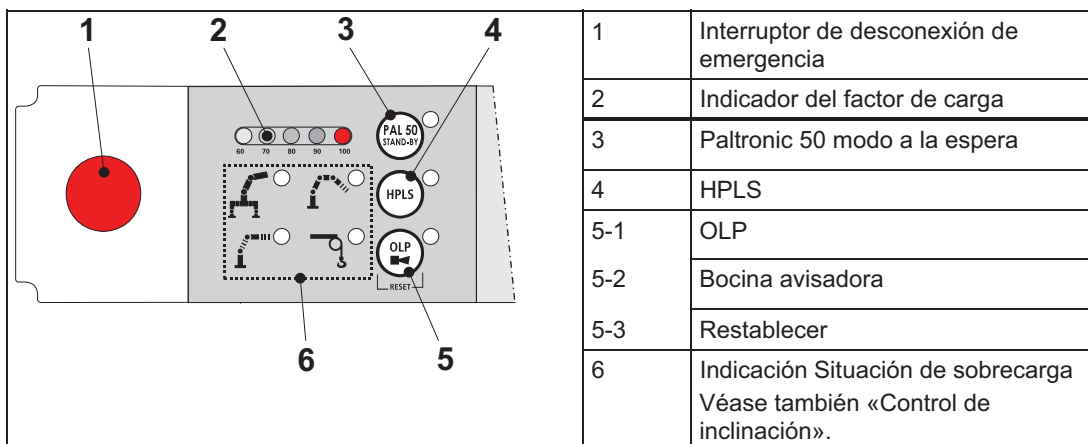 1
2
3
4
60 70 80 90 100
PAL 50
STAND-BY
HPLS
OLP
RESET
6
5
1 Interruptor de desconexión de
emergencia
2 Indicador del factor de carga
3 Paltronic 50 modo a la espera
4 HPLS
5-1 OLP
5-2 Bocina avisadora
5-3 Restablecer
6 Indicación Situación de sobrecarga
Véase también «Control de
inclinación».